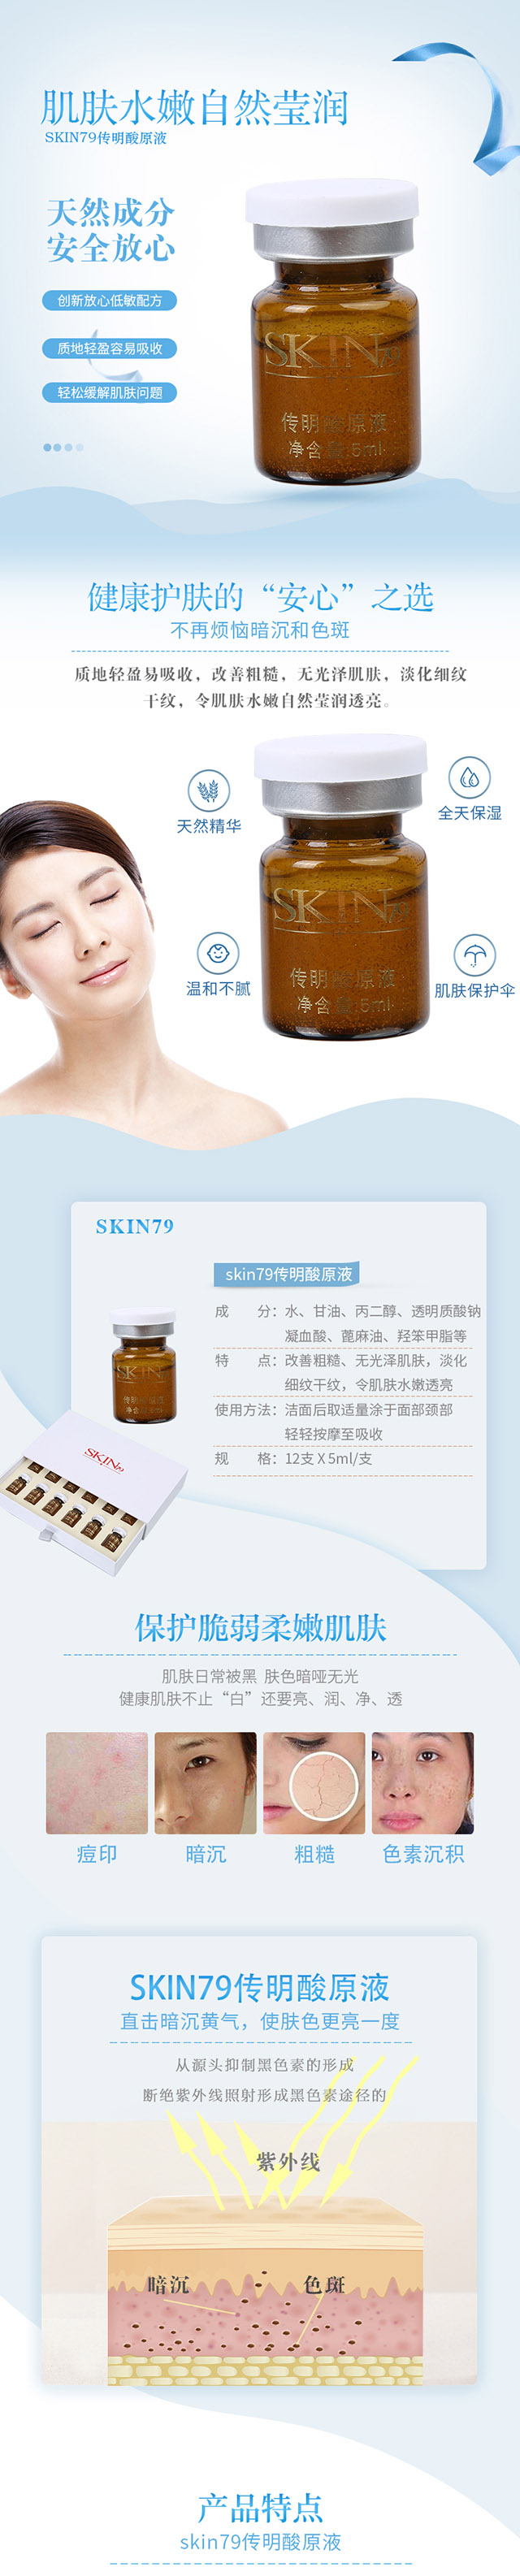 肌肤水嫩自然莹润
SKIN79传明酸原液
天然成分
安全放心
创新放心低敏配方
质地轻盈容易吸收
轻松缓解肌肤问题
SKIN79
传明酸原液
净含量:5ml
健康护肤的“安心”之选
不再烦恼暗沉和色斑
质地轻盈易吸收，改善粗糙，无光泽肌肤，淡化细纹
干纹，令肌肤水嫩自然莹润透亮。
天然精华
全天保湿
SKIN79
传明酸原液
净含量:5ml
温和不腻
肌肤保护伞
SKIN79
skin79传明酸原液
成 分：水、甘油、丙二醇、透明质酸钠
凝血酸、蓖麻油、羟苯甲脂等
特 点：改善粗糙、无光泽肌肤，淡化
细纹干纹，令肌肤水嫩透亮
使用方法：洁面后取适量涂于面部颈部
轻轻按摩至吸收
规 格：12支 X 5ml/支
SKIN79
SKIN79
保护脆弱柔嫩肌肤
肌肤日常被黑 肤色暗哑无光
健康肌肤不止“白”还要亮、润、净、透
痘印
暗沉
粗糙
色素沉积
SKIN79传明酸原液
直击暗沉黄气，使肤色更亮一度
从源头抑制黑色素的形成
断绝紫外线照射形成黑色素途径的
紫外线
暗沉
色斑
产品特点
skin79传明酸原液